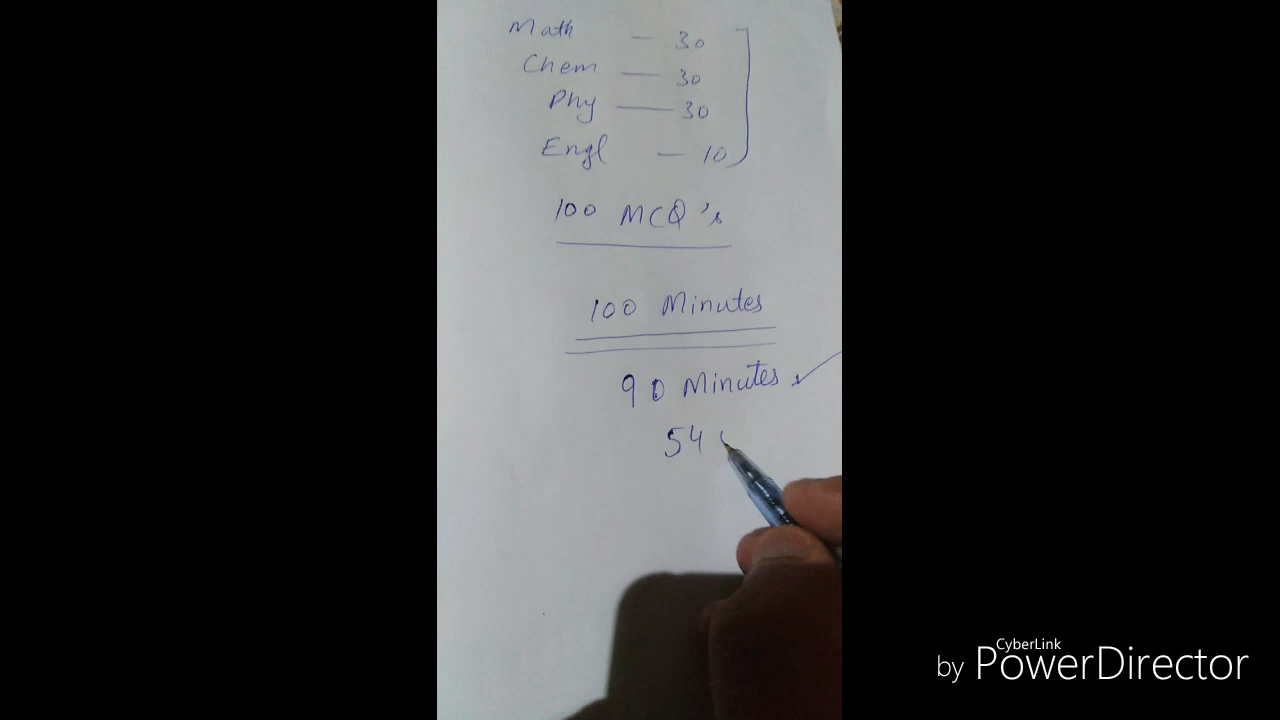 Math — 30
Chem — 30
Phy — 30
Engl — 10
100 MCQ's
100 Minutes
90 Minutes ✓
54
CyberLink
by PowerDirector